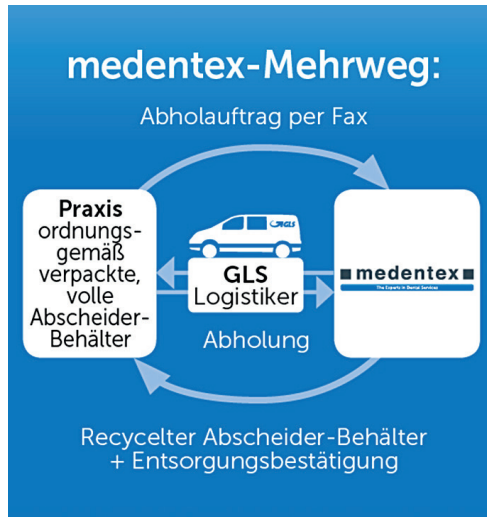 medentex-Mehrweg:
Abholauftrag per Fax
Praxis
ordnungs-
gemäß
verpackte,
volle
Abscheider-
Behälter
GLS
GLS
Logistiker
Abholung
medentex
The Experts in Dental Services
Recycelter Abscheider-Behälter
+ Entsorgungsbestätigung